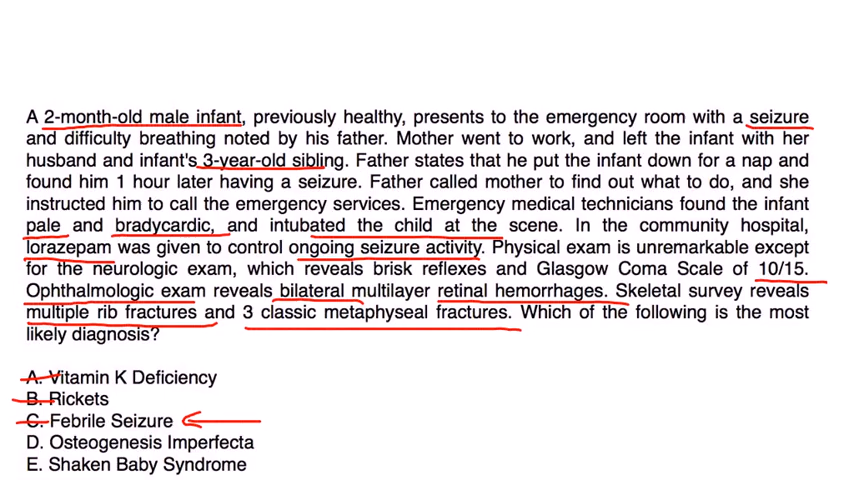 A 2-month-old male infant, previously healthy, presents to the emergency room with a seizure
and difficulty breathing noted by his father. Mother went to work, and left the infant with her
husband and infant's 3-year-old sibling. Father states that he put the infant down for a nap and
found him 1 hour later having a seizure. Father called mother to find out what to do, and she
instructed him to call the emergency services. Emergency medical technicians found the infant
pale and bradycardic, and intubated the child at the scene. In the community hospital,
lorazepam was given to control ongoing seizure activity. Physical exam is unremarkable except
for the neurologic exam, which reveals brisk reflexes and Glasgow Coma Scale of 10/15.
Ophthalmologic exam reveals bilateral multilayer retinal hemorrhages. Skeletal survey reveals
multiple rib fractures and 3 classic metaphyseal fractures. Which of the following is the most
likely diagnosis?
A. Vitamin K Deficiency
B. Rickets
C. Febrile Seizure
D. Osteogenesis Imperfecta
E. Shaken Baby Syndrome